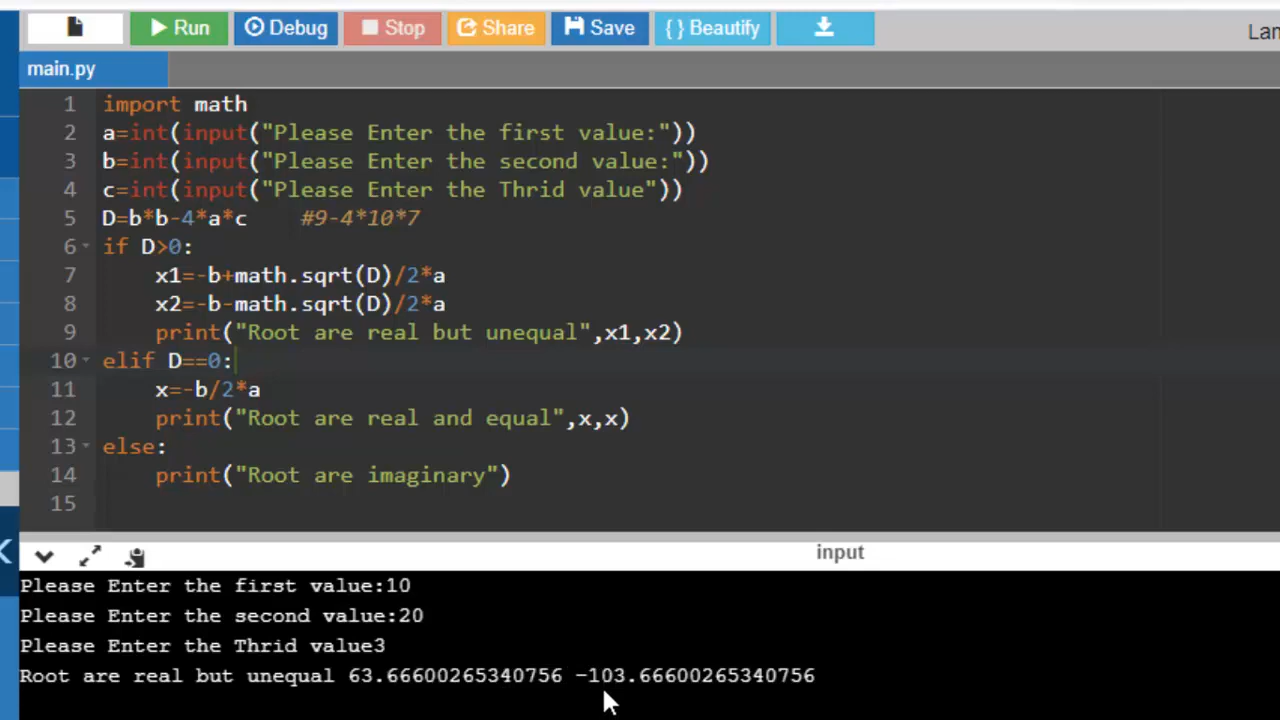 Run Debug Stop Share Save { } Beautify
Lan
main.py
1 import math
2 a=int(input("Please Enter the first value:"))
3 b=int(input("Please Enter the second value:"))
4 c=int(input("Please Enter the Thrid value"))
5 D=b*b-4*a*c    #9-4*10*7
6 if D>0:
7     x1=-b+math.sqrt(D)/2*a
8     x2=-b-math.sqrt(D)/2*a
9     print("Root are real but unequal",x1,x2)
10 elif D==0:
11     x=-b/2*a
12     print("Root are real and equal",x,x)
13 else:
14     print("Root are imaginary")
15
input
Please Enter the first value:10
Please Enter the second value:20
Please Enter the Thrid value3
Root are real but unequal 63.66600265340756 -103.66600265340756